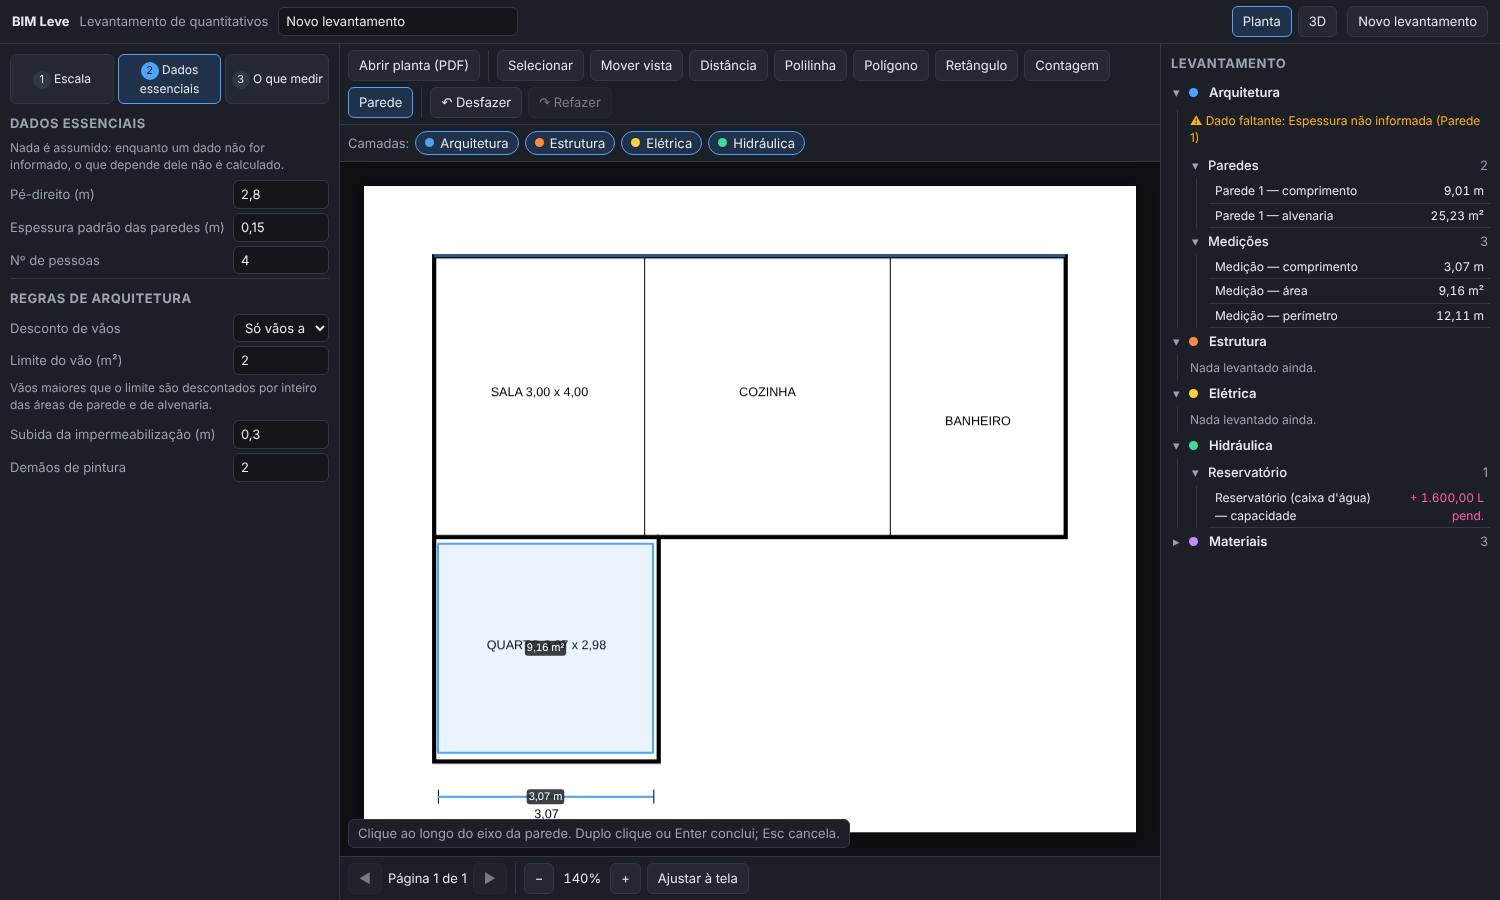 BIM Leve Levantamento de quantitativos Novo levantamento Planta 3D Novo levantamento
1 Escala
2 Dados essenciais
3 O que medir
DADOS ESSENCIAIS
Nada é assumido: enquanto um dado não for
informado, o que depende dele não é calculado.
Pé-direito (m) 2,8
Espessura padrão das paredes (m) 0,15
Nº de pessoas 4
REGRAS DE ARQUITETURA
Desconto de vãos Só vãos a
Limite do vão (m²) 2
Vãos maiores que o limite são descontados por inteiro
das áreas de parede e de alvenaria.
Subida da impermeabilização (m) 0,3
Demãos de pintura 2
Abrir planta (PDF) Selecionar Mover vista Distância Polilinha Polígono Retângulo Contagem
Parede ↶ Desfazer ↷ Refazer
Camadas: Arquitetura Estrutura Elétrica Hidráulica
SALA 3,00 x 4,00
COZINHA
BANHEIRO
QUART x 2,98
9,16 m²
3,07 m
3,07
Clique ao longo do eixo da parede. Duplo clique ou Enter conclui; Esc cancela.
◀ Página 1 de 1 ▶ − 140% + Ajustar à tela
LEVANTAMENTO
▾ Arquitetura
⚠ Dado faltante: Espessura não informada (Parede
1)
▾ Paredes 2
Parede 1 — comprimento 9,01 m
Parede 1 — alvenaria 25,23 m²
▾ Medições 3
Medição — comprimento 3,07 m
Medição — área 9,16 m²
Medição — perímetro 12,11 m
▾ Estrutura
Nada levantado ainda.
▾ Elétrica
Nada levantado ainda.
▾ Hidráulica
▾ Reservatório 1
Reservatório (caixa d'água) + 1.600,00 L
— capacidade pend.
▸ Materiais 3